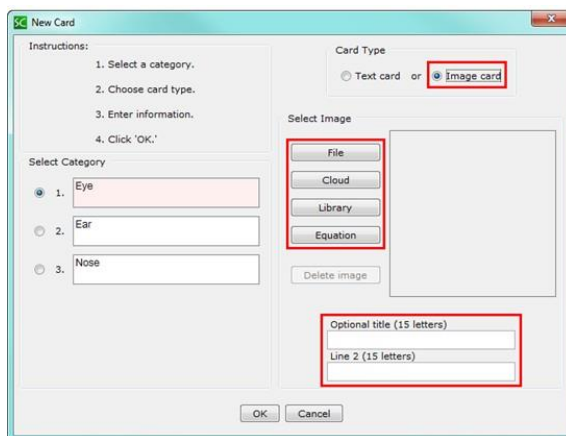 SC New Card
Instructions:
1. Select a category.
2. Choose card type.
3. Enter information.
4. Click 'OK.'
Card Type
Text card or Image card
Select Category
1. Eye
2. Ear
3. Nose
Select Image
File
Cloud
Library
Equation
Delete image
Optional title (15 letters)
Line 2 (15 letters)
OK Cancel